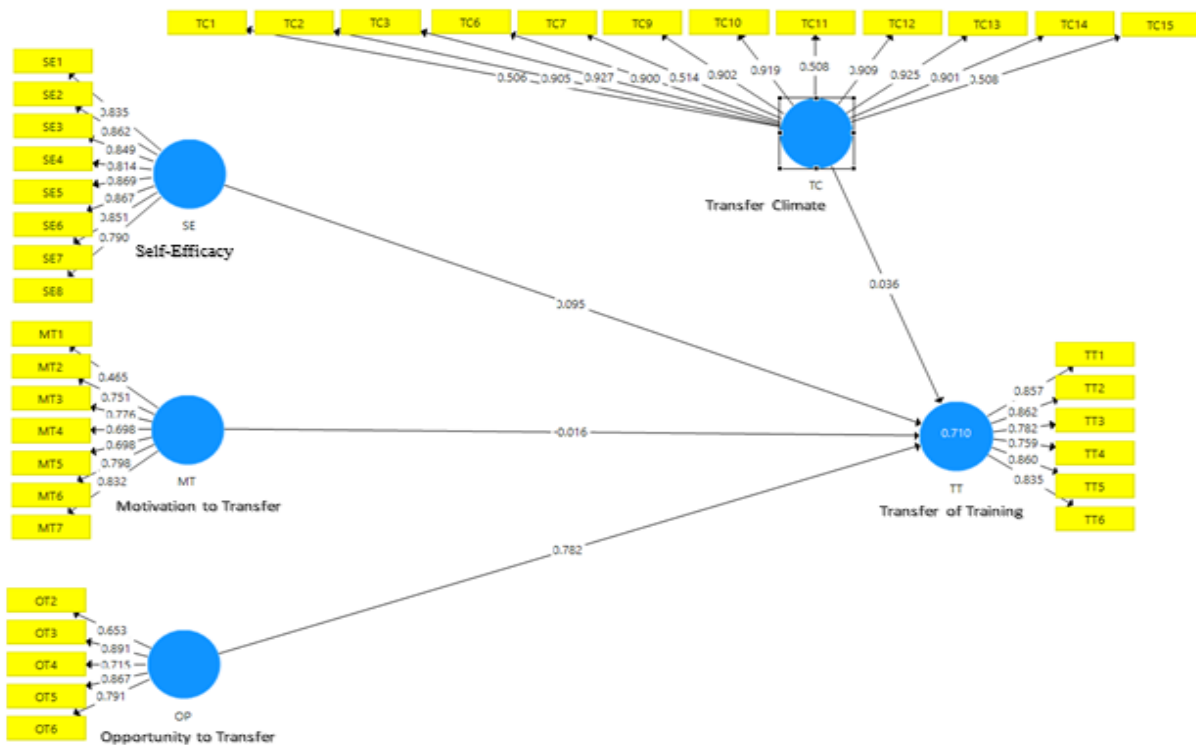 TC1 TC2 TC3 TC6 TC7 TC9 TC10 TC11 TC12 TC13 TC14 TC15
0.506 0.905 0.927 0.900 0.514 0.902 0.919 0.508 0.909 0.925 0.901 0.508
TC
Transfer Climate
SE1
SE2
SE3
SE4
SE5
SE6
SE7
SE8
0.835
0.862
0.849
0.814
0.869
0.867
0.851
0.790
SE
Self-Efficacy
0.095
0.036
MT1
MT2
MT3
MT4
MT5
MT6
MT7
0.465
0.751
0.776
0.698
0.698
0.798
0.832
MT
Motivation to Transfer
-0.016
OT2
OT3
OT4
OT5
OT6
0.653
0.891
0.715
0.867
0.791
OP
Opportunity to Transfer
0.782
0.710
TT
Transfer of Training
0.857
0.862
0.782
0.759
0.860
0.835
TT1
TT2
TT3
TT4
TT5
TT6